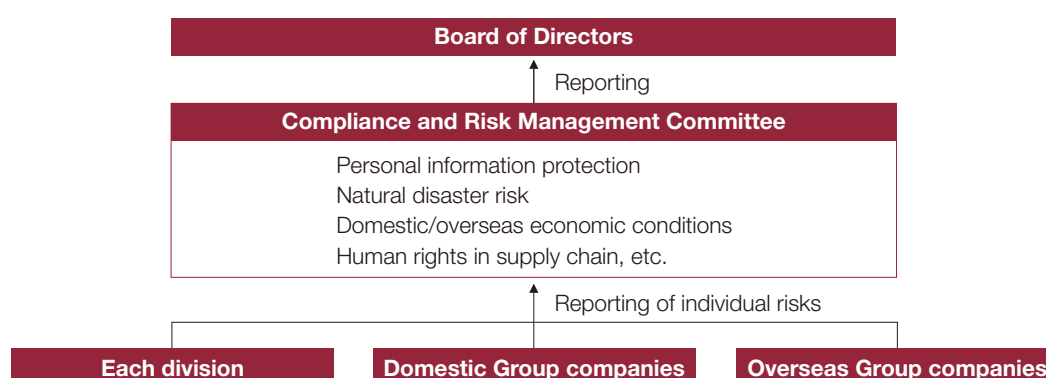 Board of Directors
Reporting
Compliance and Risk Management Committee
Personal information protection
Natural disaster risk
Domestic/overseas economic conditions
Human rights in supply chain, etc.
Reporting of individual risks
Each division
Domestic Group companies
Overseas Group companies